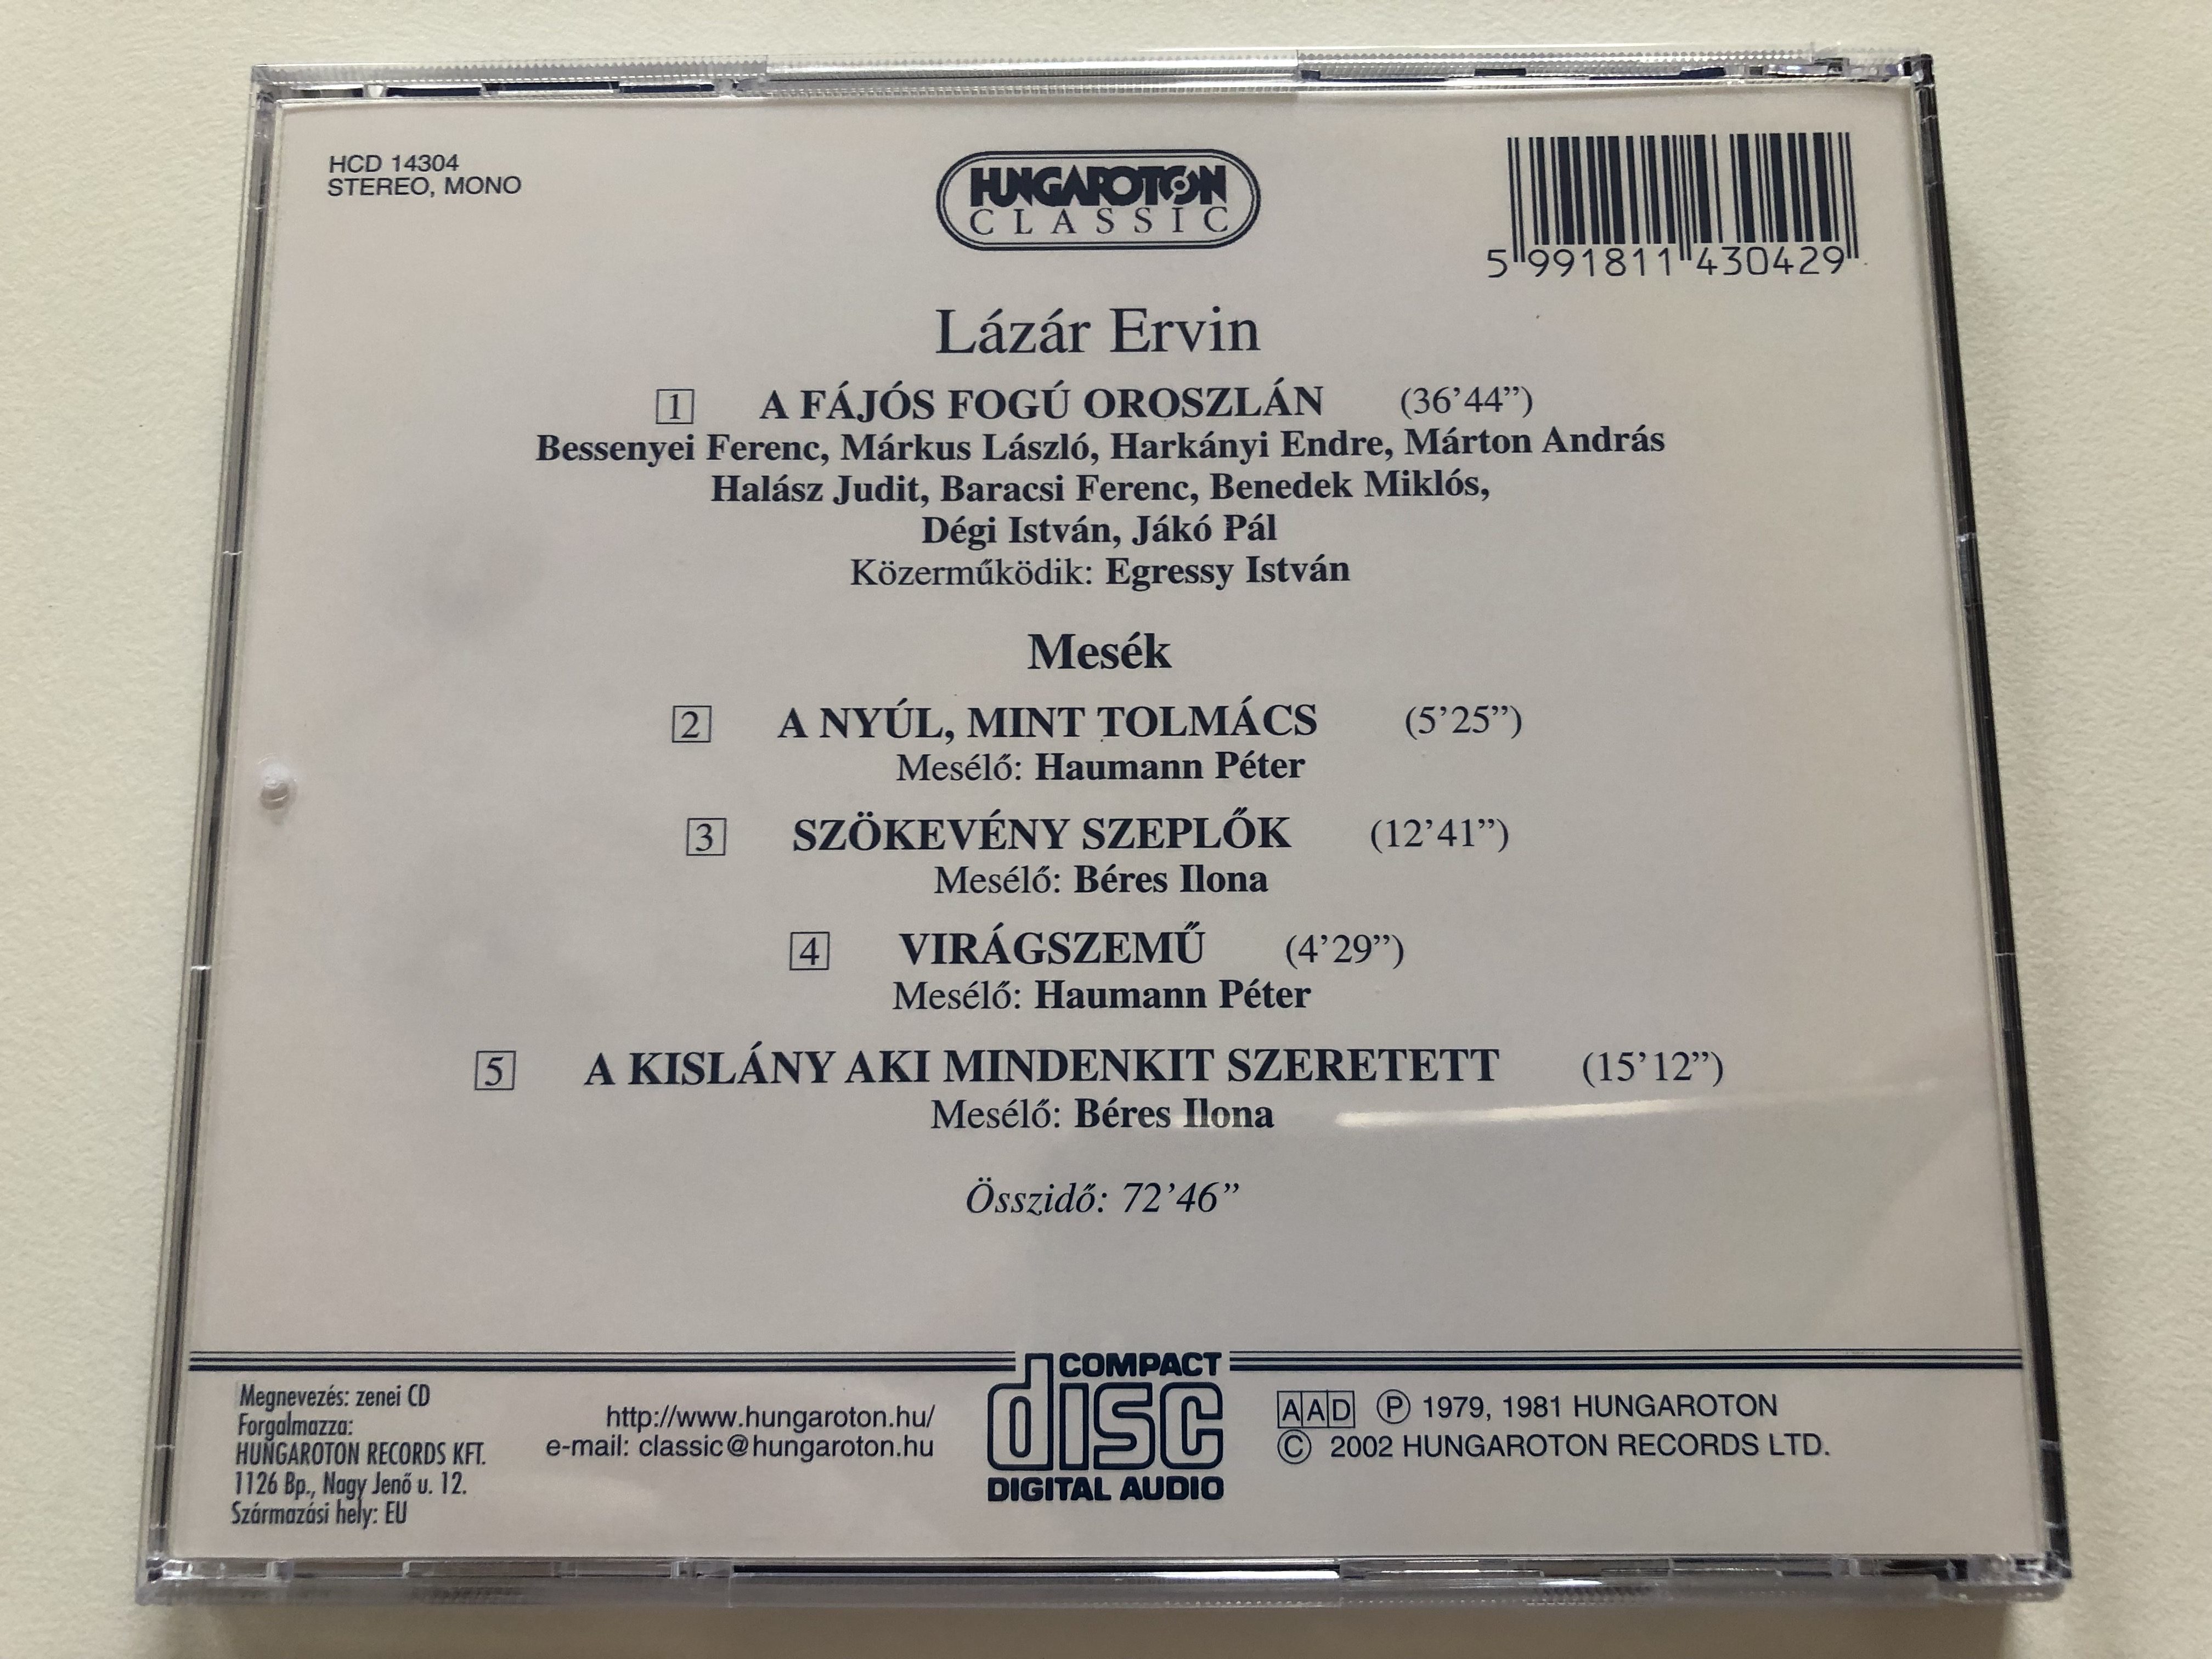 HCD 14304
STEREO, MONO
HUNGAROTON
CLASSIC
5 991811 430429
Lázár Ervin
1 A FÁJÓS FOGÚ OROSZLÁN (36’44”)
Bessenyei Ferenc, Márkus László, Harkányi Endre, Márton András
Halász Judit, Baracsi Ferenc, Benedek Miklós,
Dégi István, Jákó Pál
Közerműködik: Egressy István
Mesék
2 A NYÚL, MINT TOLMÁCS (5’25”)
Mesélő: Haumann Péter
3 SZÖKEVÉNY SZEPLŐK (12’41”)
Mesélő: Béres Ilona
4 VIRÁGSZEMŰ (4’29”)
Mesélő: Haumann Péter
5 A KISLÁNY AKI MINDENKIT SZERETETT (15’12”)
Mesélő: Béres Ilona
Összidő: 72’46”
Megnevezés: zenei CD
Forgalmazza:
HUNGAROTON RECORDS KFT.
1126 Bp., Nagy Jenő u. 12.
Származási hely: EU
http://www.hungaroton.hu/
e-mail: classic@hungaroton.hu
COMPACT
disc
DIGITAL AUDIO
AAD Ⓟ 1979, 1981 HUNGAROTON
© 2002 HUNGAROTON RECORDS LTD.